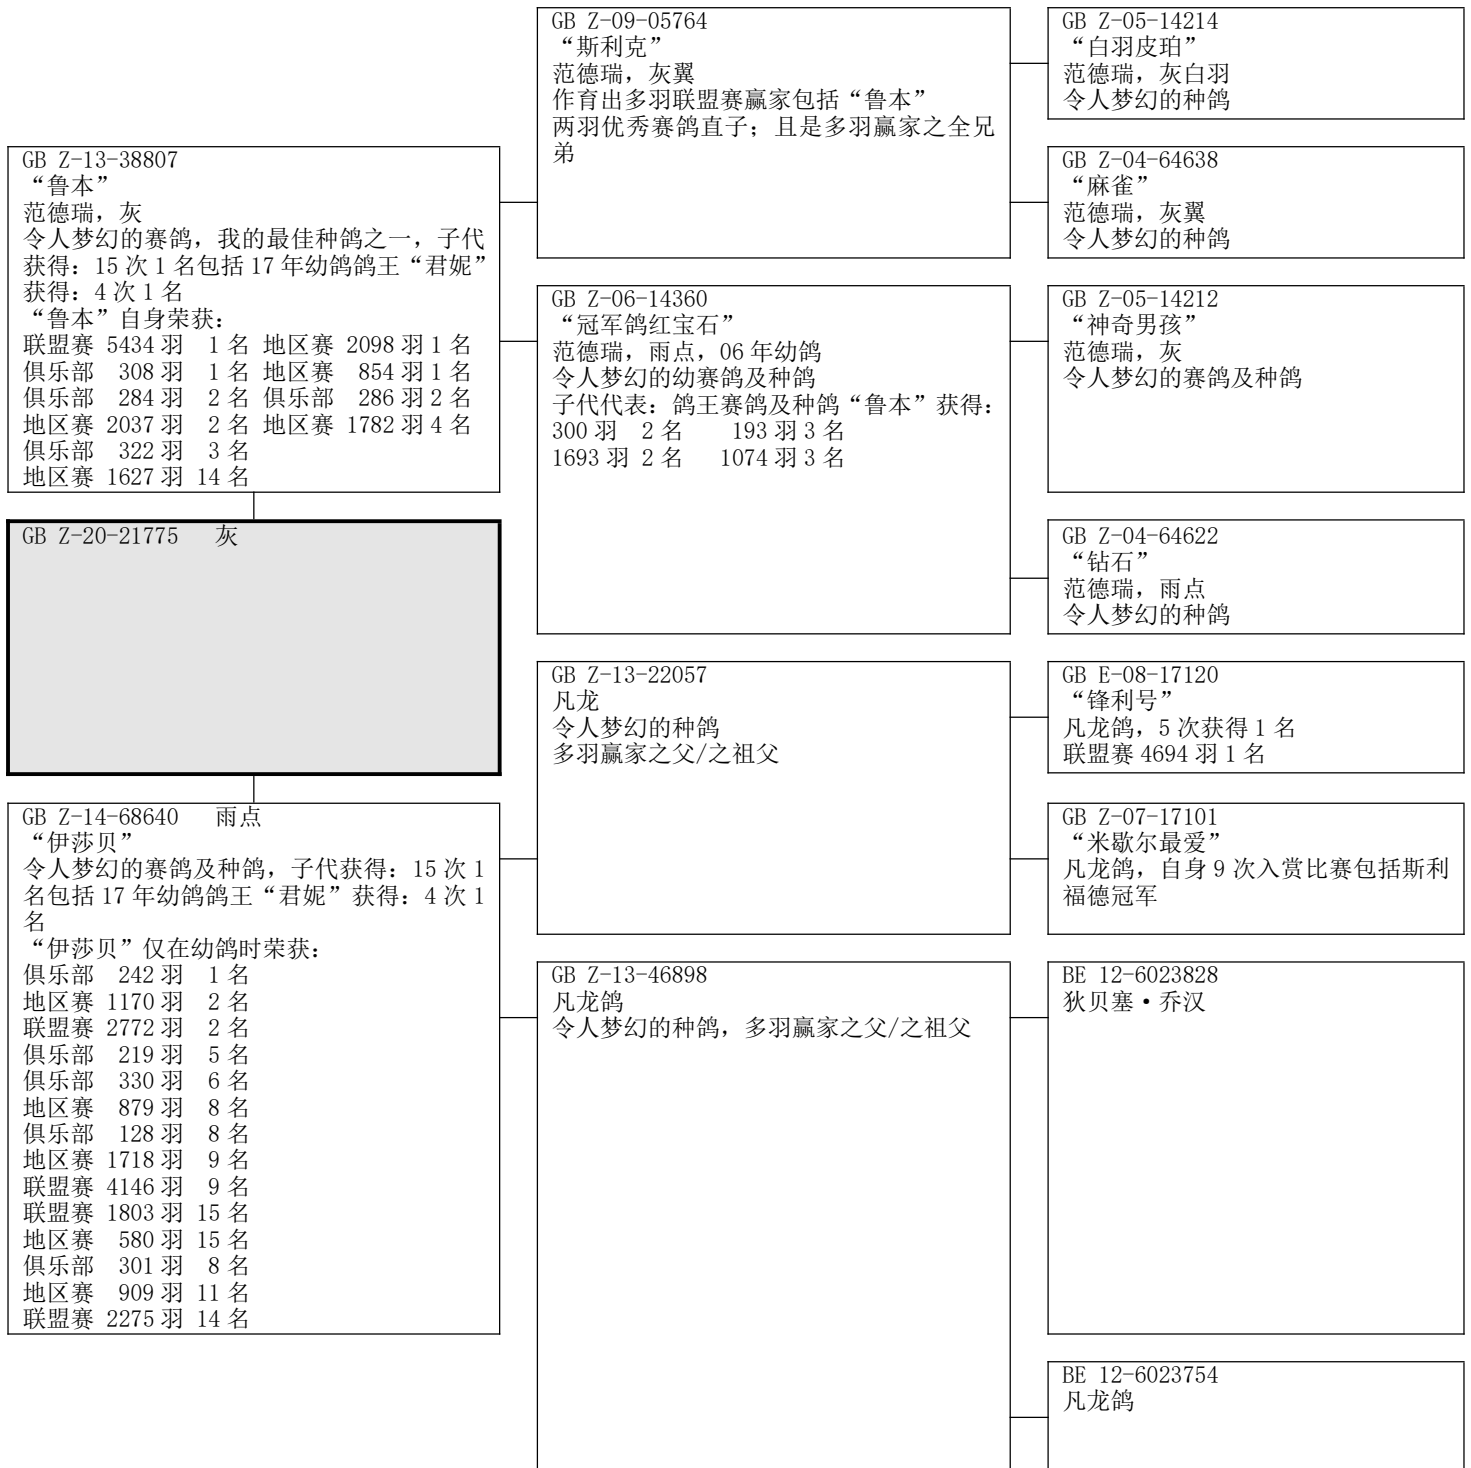 GB Z-13-38807
“鲁本”
范德瑞，灰
令人梦幻的赛鸽，我的最佳种鸽之一，子代
获得：15 次 1 名包括 17 年幼鸽鸽王“君妮”
获得：4 次 1 名
“鲁本”自身荣获：
联盟赛 5434 羽 1 名 地区赛 2098 羽 1 名
俱乐部 308 羽 1 名 地区赛 854 羽 1 名
俱乐部 284 羽 2 名 俱乐部 286 羽 2 名
地区赛 2037 羽 2 名 地区赛 1782 羽 4 名
俱乐部 322 羽 3 名
地区赛 1627 羽 14 名
GB Z-20-21775 灰
GB Z-14-68640 雨点
“伊莎贝”
令人梦幻的赛鸽及种鸽，子代获得：15 次 1
名包括 17 年幼鸽鸽王“君妮”获得：4 次 1
名
“伊莎贝”仅在幼鸽时荣获：
俱乐部 242 羽 1 名
地区赛 1170 羽 2 名
联盟赛 2772 羽 2 名
俱乐部 219 羽 5 名
俱乐部 330 羽 6 名
地区赛 879 羽 8 名
俱乐部 128 羽 8 名
地区赛 1718 羽 9 名
联盟赛 4146 羽 9 名
联盟赛 1803 羽 15 名
地区赛 580 羽 15 名
俱乐部 301 羽 8 名
地区赛 909 羽 11 名
联盟赛 2275 羽 14 名
GB Z-09-05764
“斯利克”
范德瑞，灰翼
作育出多羽联盟赛赢家包括“鲁本”
两羽优秀赛鸽直子；且是多羽赢家之全兄
弟
GB Z-06-14360
“冠军鸽红宝石”
范德瑞，雨点，06 年幼鸽
令人梦幻的幼赛鸽及种鸽
子代代表：鸽王赛鸽及种鸽“鲁本”获得：
300 羽 2 名 193 羽 3 名
1693 羽 2 名 1074 羽 3 名
GB Z-13-22057
凡龙
令人梦幻的种鸽
多羽赢家之父/之祖父
GB Z-13-46898
凡龙鸽
令人梦幻的种鸽，多羽赢家之父/之祖父
GB Z-05-14214
“白羽皮珀”
范德瑞，灰白羽
令人梦幻的种鸽
GB Z-04-64638
“麻雀”
范德瑞，灰翼
令人梦幻的种鸽
GB Z-05-14212
“神奇男孩”
范德瑞，灰
令人梦幻的赛鸽及种鸽
GB Z-04-64622
“钻石”
范德瑞，雨点
令人梦幻的种鸽
GB E-08-17120
“锋利号”
凡龙鸽，5 次获得 1 名
联盟赛 4694 羽 1 名
GB Z-07-17101
“米歇尔最爱”
凡龙鸽，自身 9 次入赏比赛包括斯利
福德冠军
BE 12-6023828
狄贝塞·乔汉
BE 12-6023754
凡龙鸽